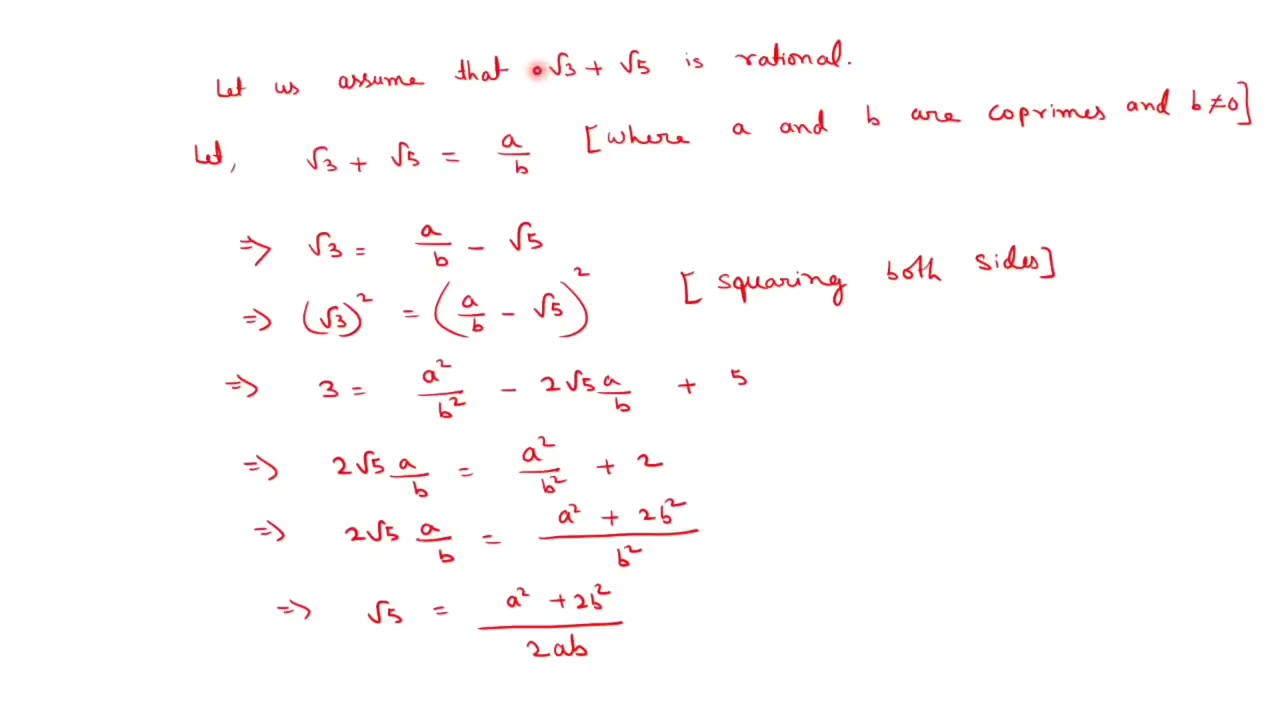 Let us assume that √3 + √5 is rational.
Let, √3 + √5 = a/b [where a and b are coprimes and b≠0]
⇒ √3 = a/b - √5
⇒ (√3)² = (a/b - √5)² [squaring both sides]
⇒ 3 = a²/b² - 2√5 a/b + 5
⇒ 2√5 a/b = a²/b² + 2
⇒ 2√5 a/b = (a² + 2b²)/b²
⇒ √5 = (a² + 2b²)/2ab